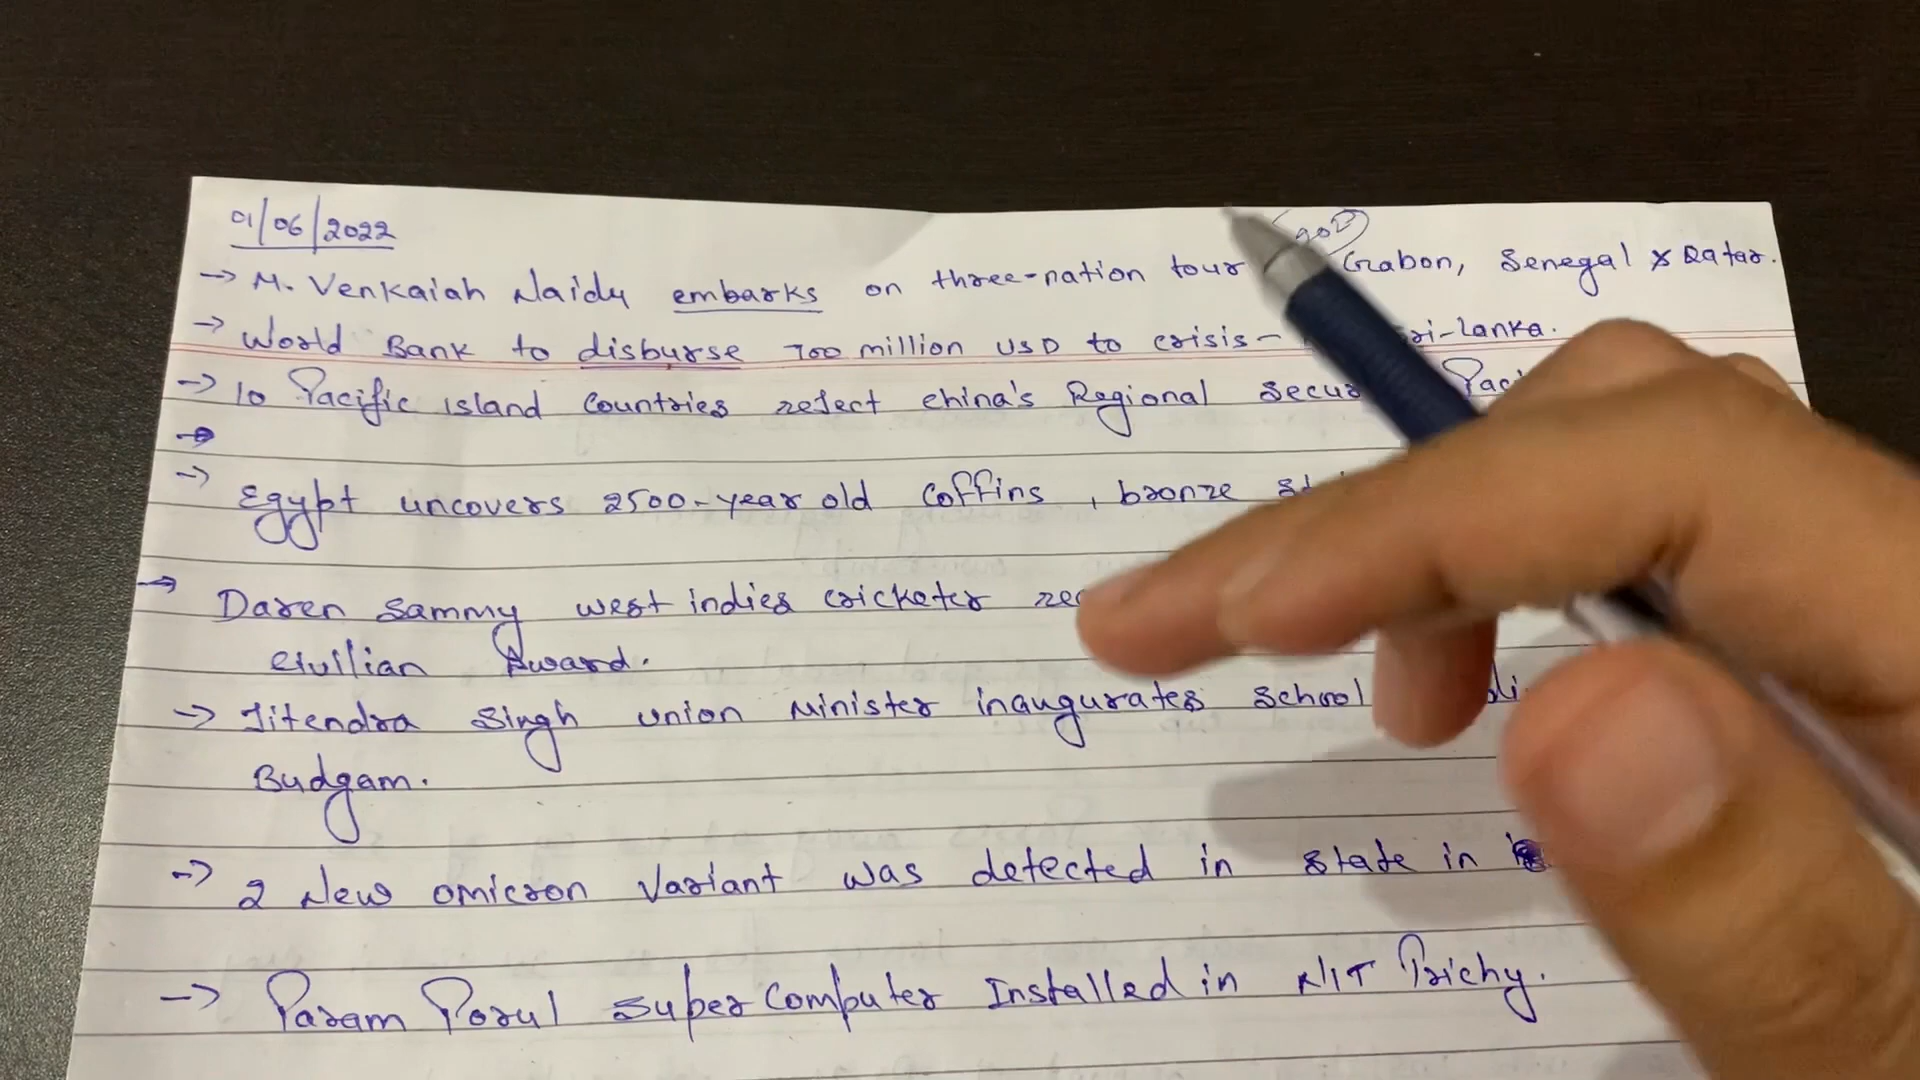 01/06/2022
→ M. Venkaiah Naidu embarks on three-nation tour Gabon, Senegal & Qatar.
→ World Bank to disburse 700 million USD to crisis- Sri-Lanka.
→ 10 Pacific island countries reject china's Regional
→
→ Egypt uncovers 2500-year old coffins, bronze
→ Daren Sammy west indies cricketer
civilian Award.
→ Jitendra Singh union Minister inaugurates school
Budgam.
→ 2 New omicron variant was detected in state in
→ Param Porul super computer Installed in NIT Trichy.